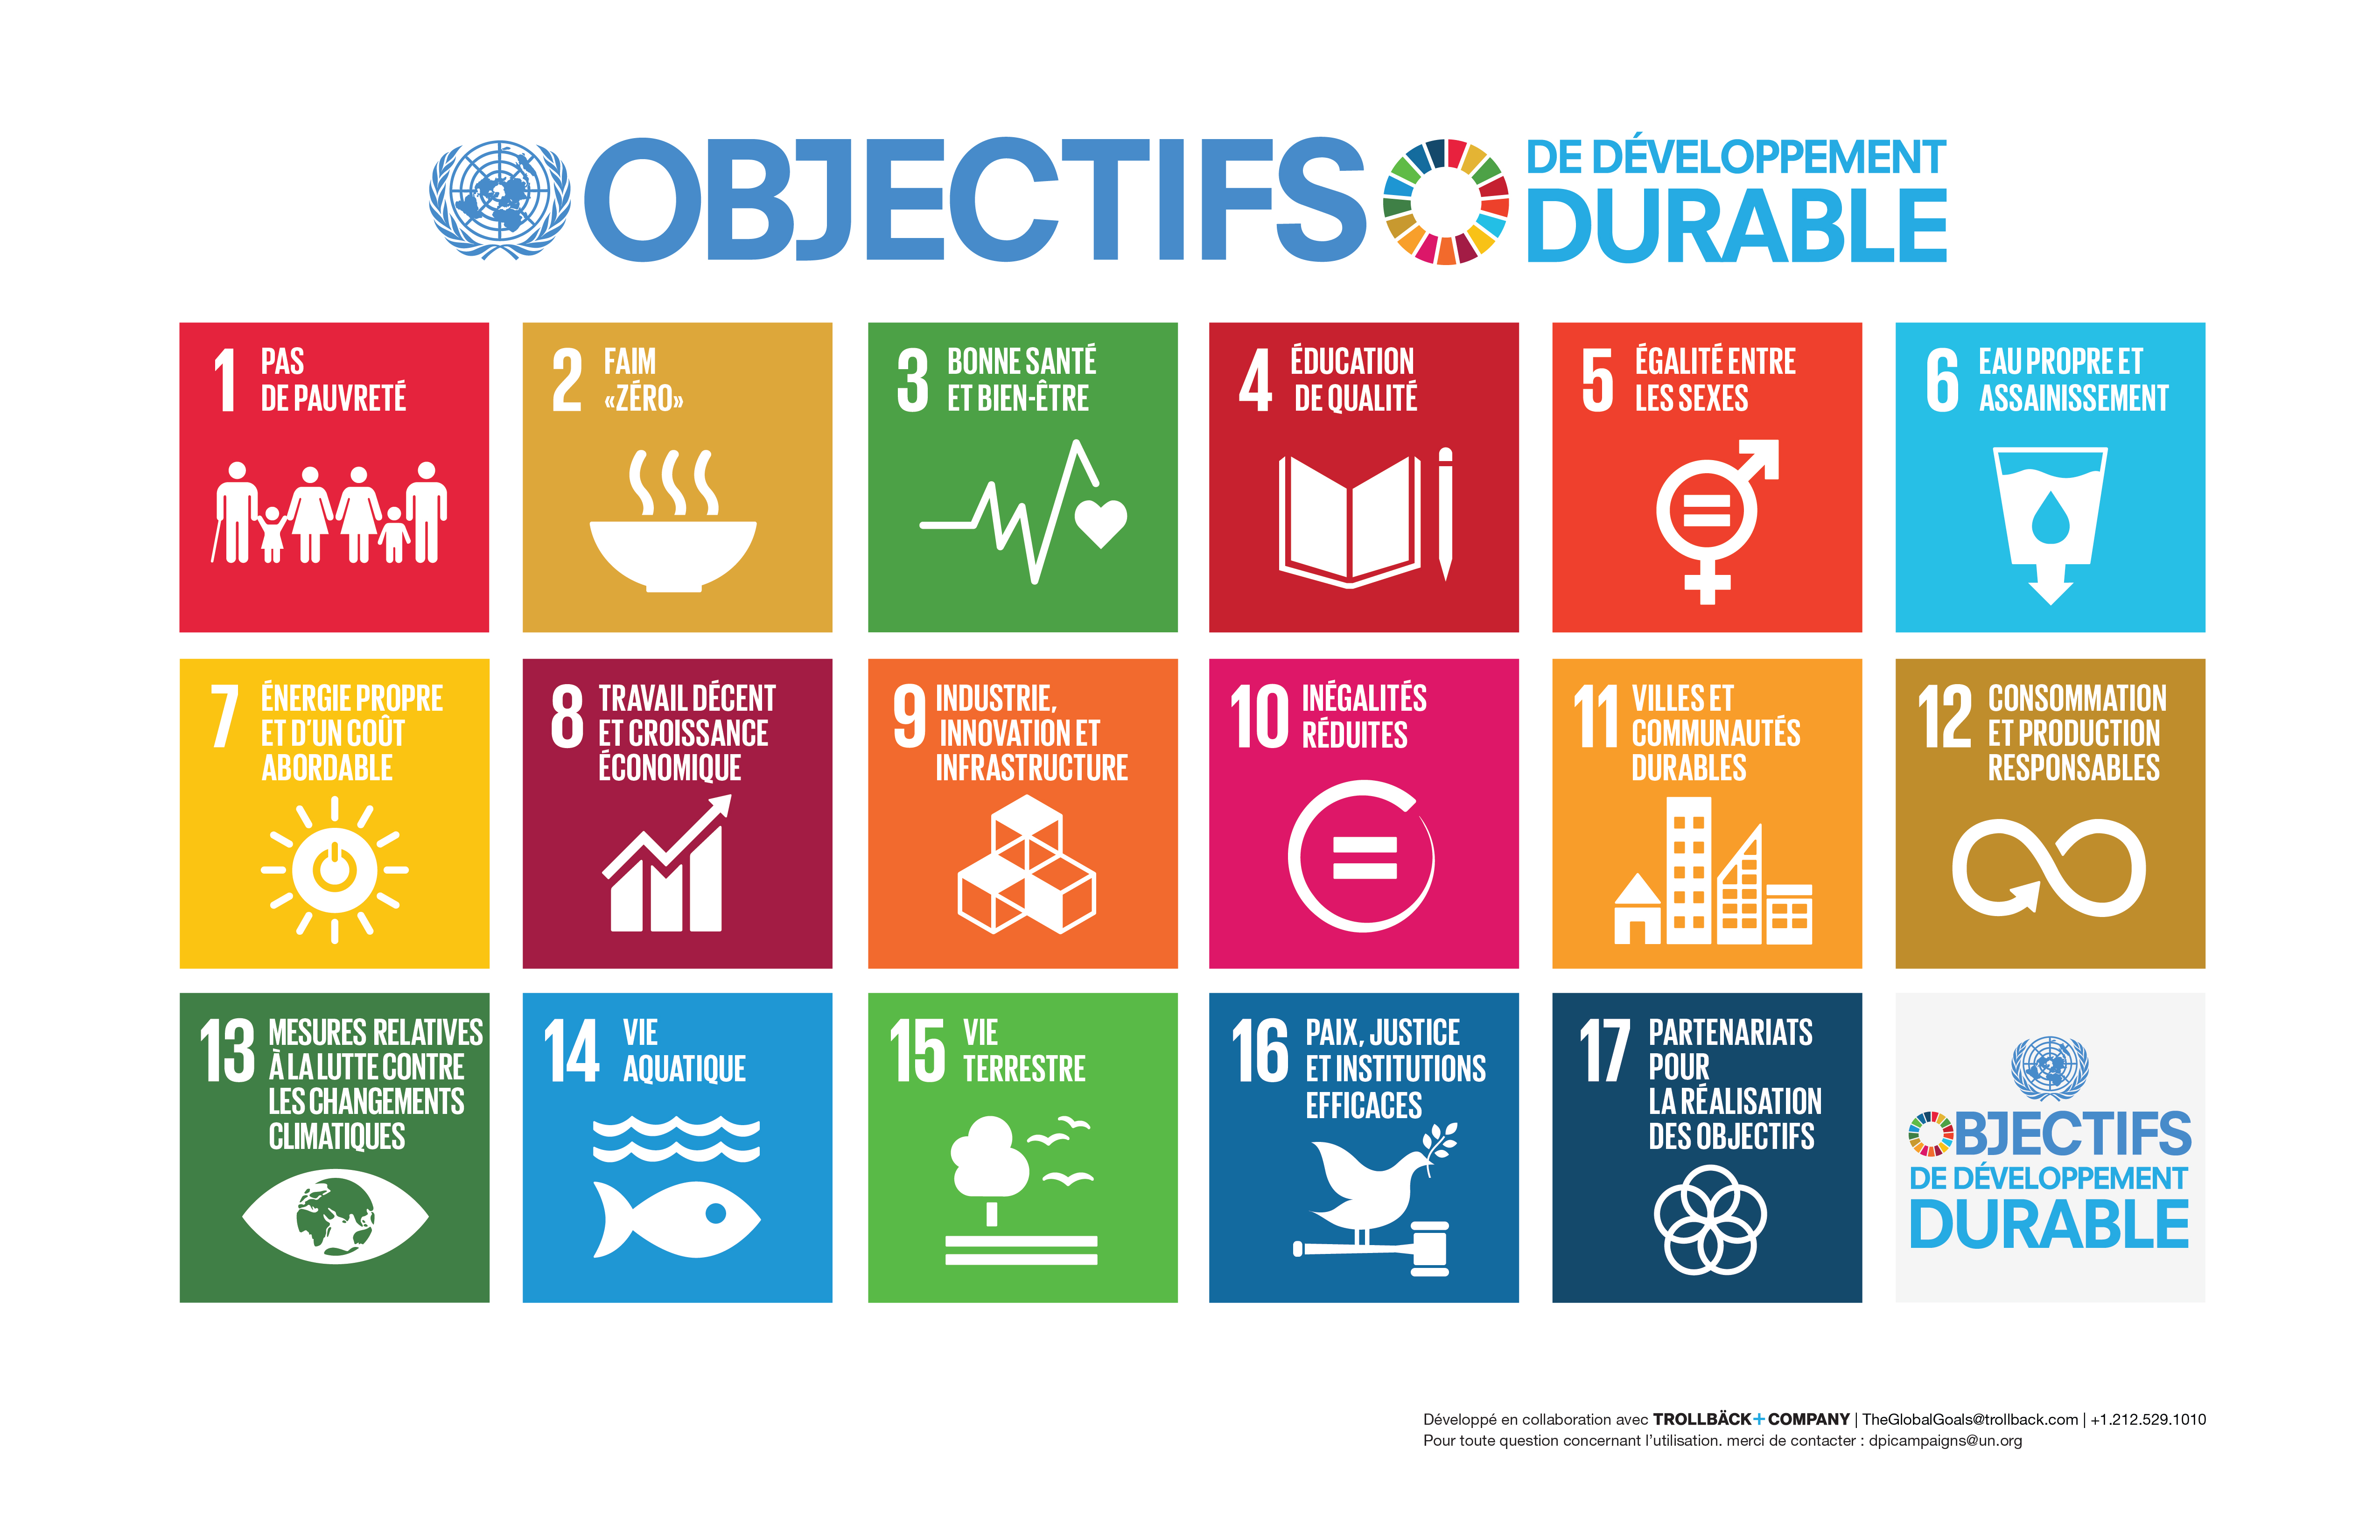 OBJECTIFS
DE DÉVELOPPEMENT
DURABLE
1 PAS
DE PAUVRETÉ
2 FAIM
«ZÉRO»
3 BONNE SANTÉ
ET BIEN-ÊTRE
4 ÉDUCATION
DE QUALITÉ
5 ÉGALITÉ ENTRE
LES SEXES
6 EAU PROPRE ET
ASSAINISSEMENT
7 ÉNERGIE PROPRE
ET D'UN COÛT
ABORDABLE
8 TRAVAIL DÉCENT
ET CROISSANCE
ÉCONOMIQUE
9 INDUSTRIE,
INNOVATION ET
INFRASTRUCTURE
10 INÉGALITÉS
RÉDUITES
11 VILLES ET
COMMUNAUTÉS
DURABLES
12 CONSOMMATION
ET PRODUCTION
RESPONSABLES
13 MESURES RELATIVES
À LA LUTTE CONTRE
LES CHANGEMENTS
CLIMATIQUES
14 VIE
AQUATIQUE
15 VIE
TERRESTRE
16 PAIX, JUSTICE
ET INSTITUTIONS
EFFICACES
17 PARTENARIATS
POUR
LA RÉALISATION
DES OBJECTIFS
OBJECTIFS
DE DÉVELOPPEMENT
DURABLE
Développé en collaboration avec TROLLBÄCK+COMPANY | TheGlobalGoals@trollback.com | +1.212.529.1010
Pour toute question concernant l'utilisation. merci de contacter : dpicampaigns@un.org